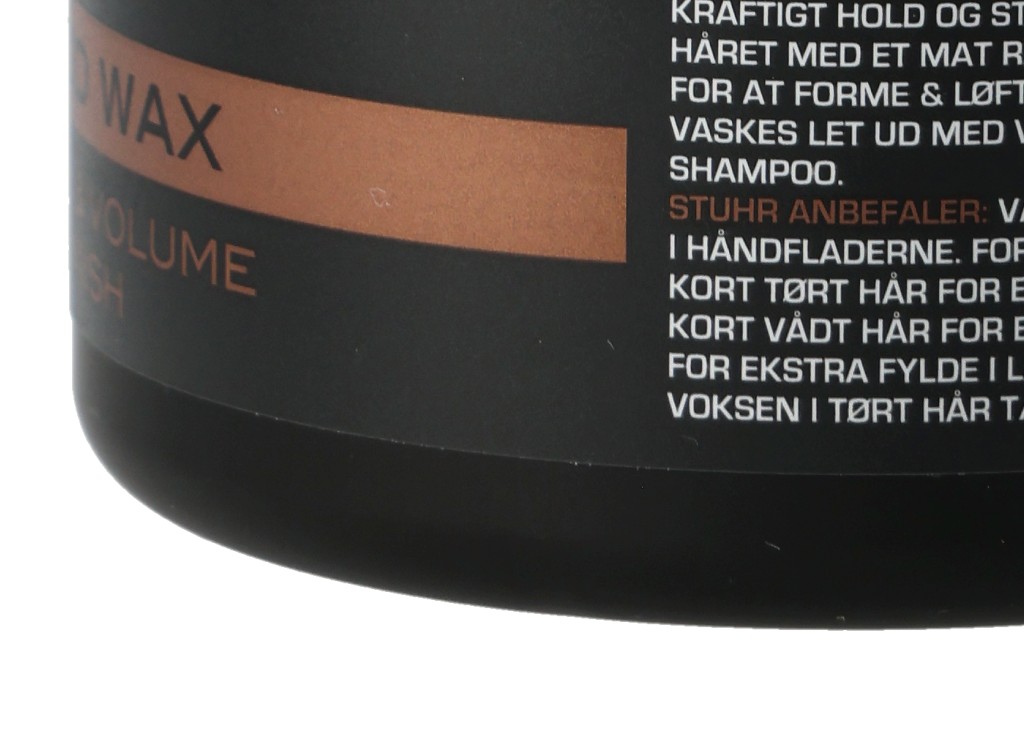 WAX
VOLUME
KRAFTIGT HOLD OG
HÅRET MED ET MAT
FOR AT FORME & LØFT
VASKES LET UD MED
SHAMPOO.
STUHR ANBEFALER:
I HÅNDFLADERNE.
KORT TØRT HÅR FOR
KORT VÅDT HÅR FOR
FOR EKSTRA FYLDE I
VOKSEN I TØRT HÅR